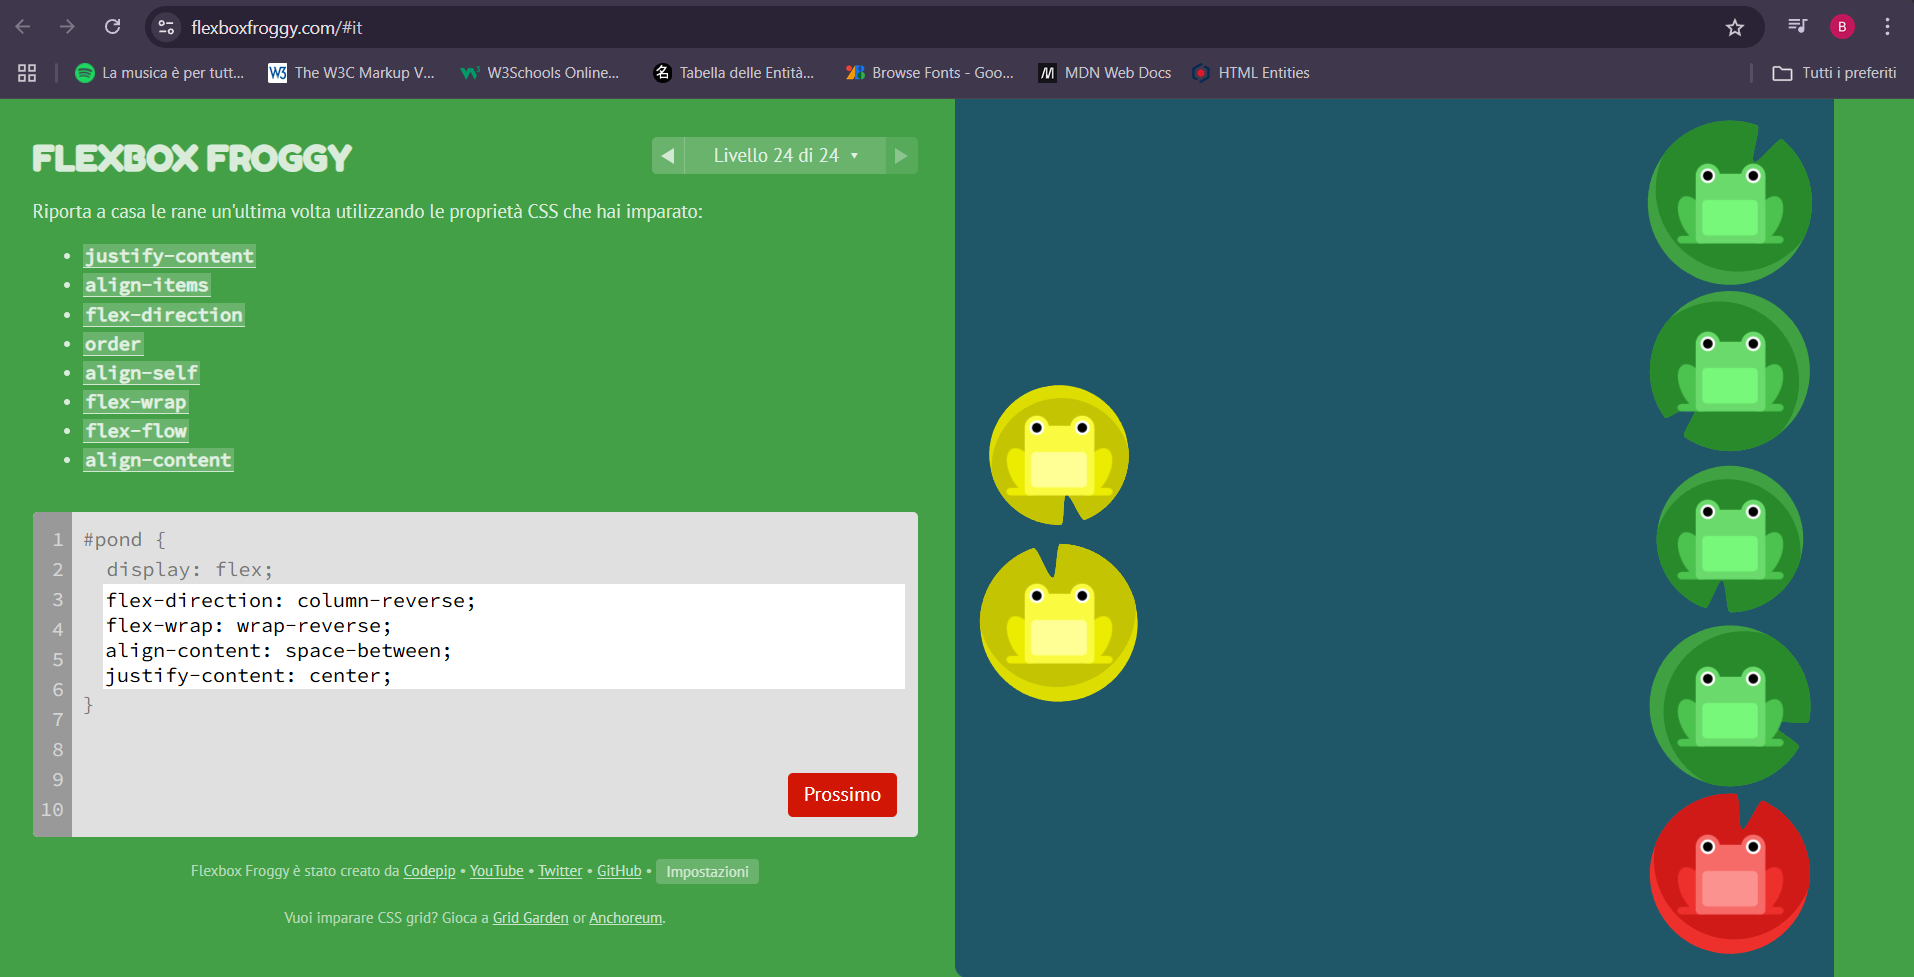 flexboxfroggy.com/#it
B
La musica è per tutt...
The W3C Markup V...
W3Schools Online...
Tabella delle Entità...
Browse Fonts - Goo...
MDN Web Docs
HTML Entities
Tutti i preferiti
FLEXBOX FROGGY
◀ Livello 24 di 24 ▾ ▶
Riporta a casa le rane un'ultima volta utilizzando le proprietà CSS che hai imparato:
• justify-content
• align-items
• flex-direction
• order
• align-self
• flex-wrap
• flex-flow
• align-content
1 #pond {
2 display: flex;
3 flex-direction: column-reverse;
4 flex-wrap: wrap-reverse;
5 align-content: space-between;
6 justify-content: center;
7 }
8
9
10
Prossimo
Flexbox Froggy è stato creato da Codepip • YouTube • Twitter • GitHub • Impostazioni
Vuoi imparare CSS grid? Gioca a Grid Garden or Anchoreum.